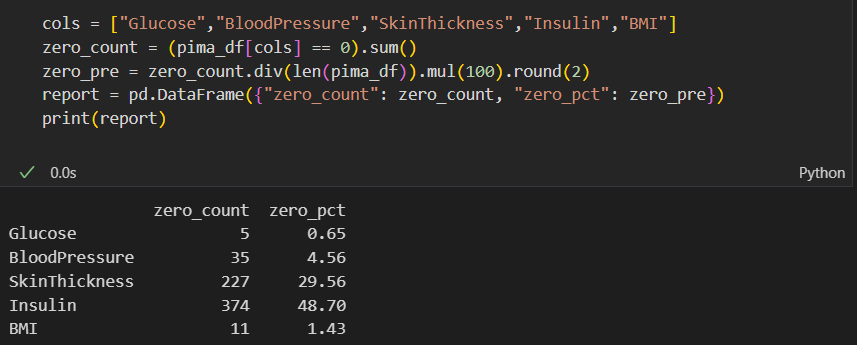 cols = ["Glucose","BloodPressure","SkinThickness","Insulin","BMI"]
zero_count = (pima_df[cols] == 0).sum()
zero_pre = zero_count.div(len(pima_df)).mul(100).round(2)
report = pd.DataFrame({"zero_count": zero_count, "zero_pct": zero_pre})
print(report)
0.0s Python
zero_count zero_pct
Glucose 5 0.65
BloodPressure 35 4.56
SkinThickness 227 29.56
Insulin 374 48.70
BMI 11 1.43